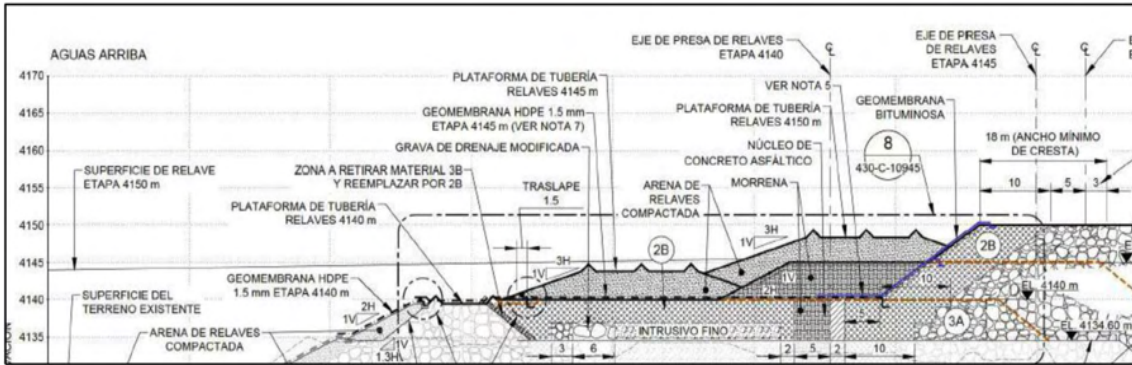 AGUAS ARRIBA
4170
4165
4160
4155
4150
4145
4140
4135
SUPERFICIE DE RELAVE
ETAPA 4150 m
SUPERFICIE DEL
TERRENO EXISTENTE
ARENA DE RELAVES
COMPACTADA
GEOMEMBRANA HDPE
1.5 mm ETAPA 4140 m
PLATAFORMA DE TUBERÍA
RELAVES 4140 m
ZONA A RETIRAR MATERIAL 3B
Y REEMPLAZAR POR 2B
GRAVA DE DRENAJE MODIFICADA
GEOMEMBRANA HDPE 1.5 mm
ETAPA 4145 m (VER NOTA 7)
PLATAFORMA DE TUBERÍA
RELAVES 4145 m
TRASLAPE
1.5
EJE DE PRESA DE RELAVES
ETAPA 4140
VER NOTA 5
PLATAFORMA DE TUBERÍA
RELAVES 4150 m
NÚCLEO DE
CONCRETO ASFÁLTICO
MORRENA
ARENA DE
RELAVES
COMPACTADA
8
430-C-10945
GEOMEMBRANA
BITUMINOSA
EJE DE PRESA
DE RELAVES
ETAPA 4145
18 m (ANCHO MÍNIMO
DE CRESTA)
10
5
3
2H
1V
1V
1.3H
3H
1V
2B
3H
1V
1V
2H
2B
10
5
EL. 4140 m
3A
EL. 4134.60 m
INTRUSIVO FINO
3
6
2
5
2
10